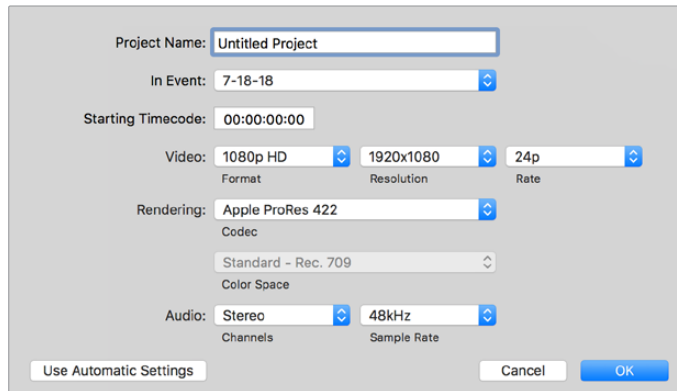 Project Name: Untitled Project
In Event: 7-18-18
Starting Timecode: 00:00:00:00
Video: 1080p HD 1920x1080 24p
Format Resolution Rate
Rendering: Apple ProRes 422
Codec
Standard - Rec. 709
Color Space
Audio: Stereo 48kHz
Channels Sample Rate
Use Automatic Settings Cancel OK